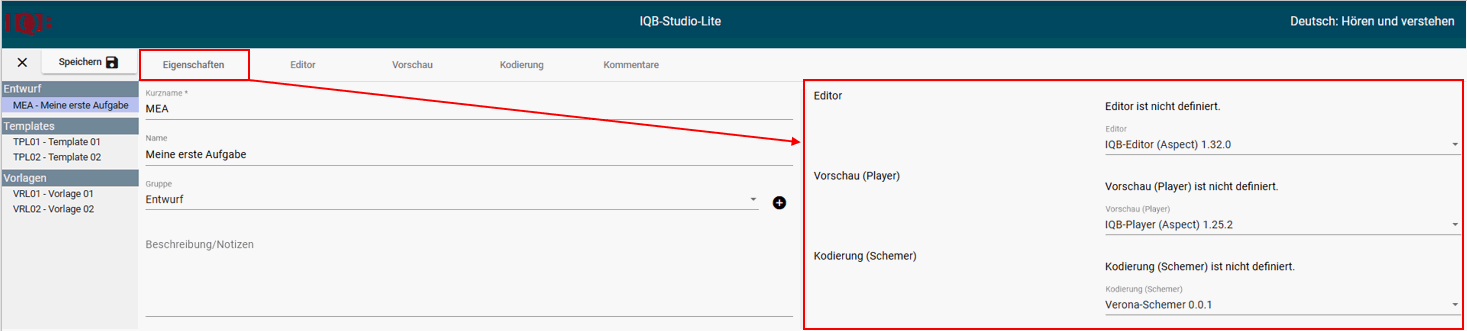 IQB:
IQB-Studio-Lite
Deutsch: Hören und verstehen
Speichern
Eigenschaften
Editor
Vorschau
Kodierung
Kommentare
Entwurf
MEA - Meine erste Aufgabe
Templates
TPL01 - Template 01
TPL02 - Template 02
Vorlagen
VRL01 - Vorlage 01
VRL02 - Vorlage 02
Kurzname *
MEA
Name
Meine erste Aufgabe
Gruppe
Entwurf
Beschreibung/Notizen
Editor
Editor ist nicht definiert.
Editor
IQB-Editor (Aspect) 1.32.0
Vorschau (Player)
Vorschau (Player) ist nicht definiert.
Vorschau (Player)
IQB-Player (Aspect) 1.25.2
Kodierung (Schemer)
Kodierung (Schemer) ist nicht definiert.
Kodierung (Schemer)
Verona-Schemer 0.0.1